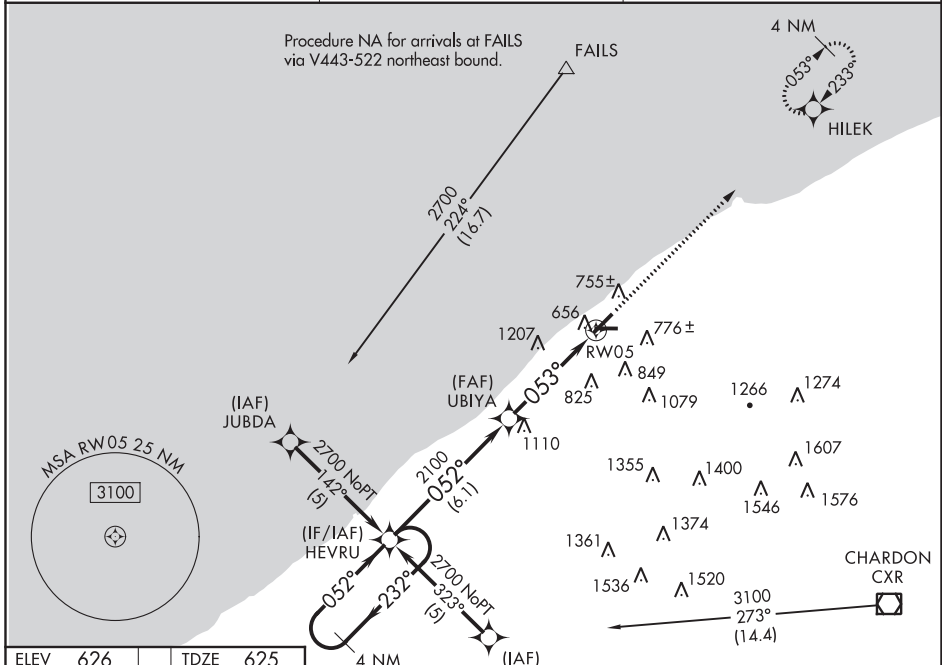 Procedure NA for arrivals at FAILS
via V443-522 northeast bound.
FAILS
4 NM
053°
233°
HILEK
2700
224°
(16.7)
755±
656
1207
776±
RW05
053°
849
825
1079
1266
1274
(FAF)
UBIYA
1110
(IAF)
JUBDA
2700 NoPT
142°
(5)
2100
052°
(6.1)
MSA RW05 25 NM
3100
1355
1400
1607
1546
1576
(IF/IAF)
HEVRU
1361
1374
1536
1520
052°
232°
2700 NoPT
323°
(5)
CHARDON
CXR
3100
273°
(14.4)
4 NM
(IAF)
ELEV 626
TDZE 625